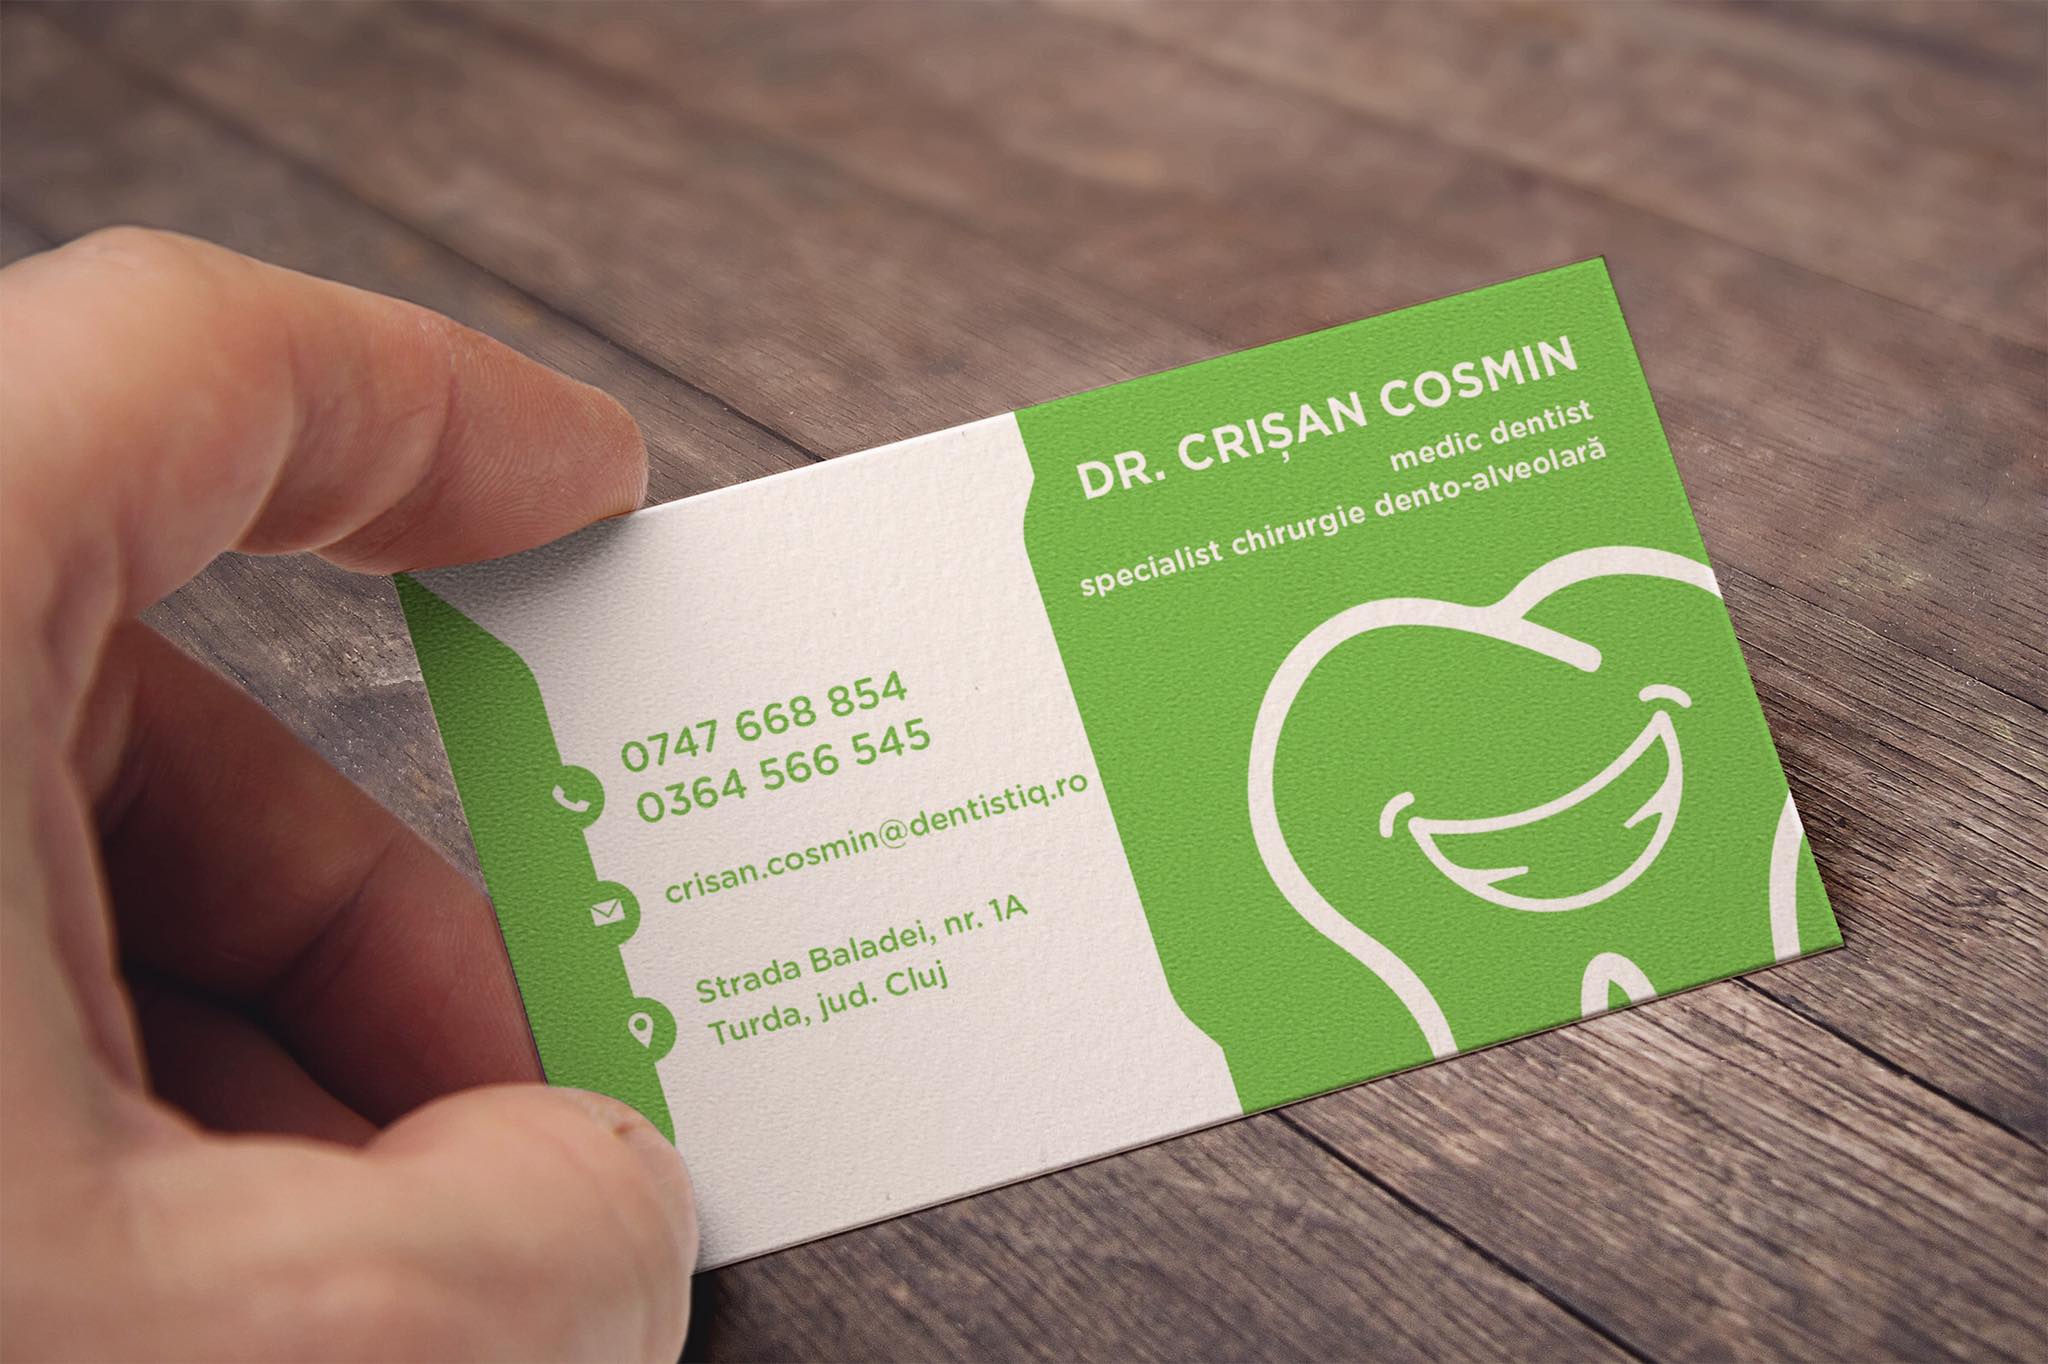 DR. CRIȘAN COSMIN
medic dentist
specialist chirurgie dento-alveolară
0747 668 854
0364 566 545
crisan.cosmin@dentistiq.ro
Strada Baladei, nr. 1A
Turda, jud. Cluj